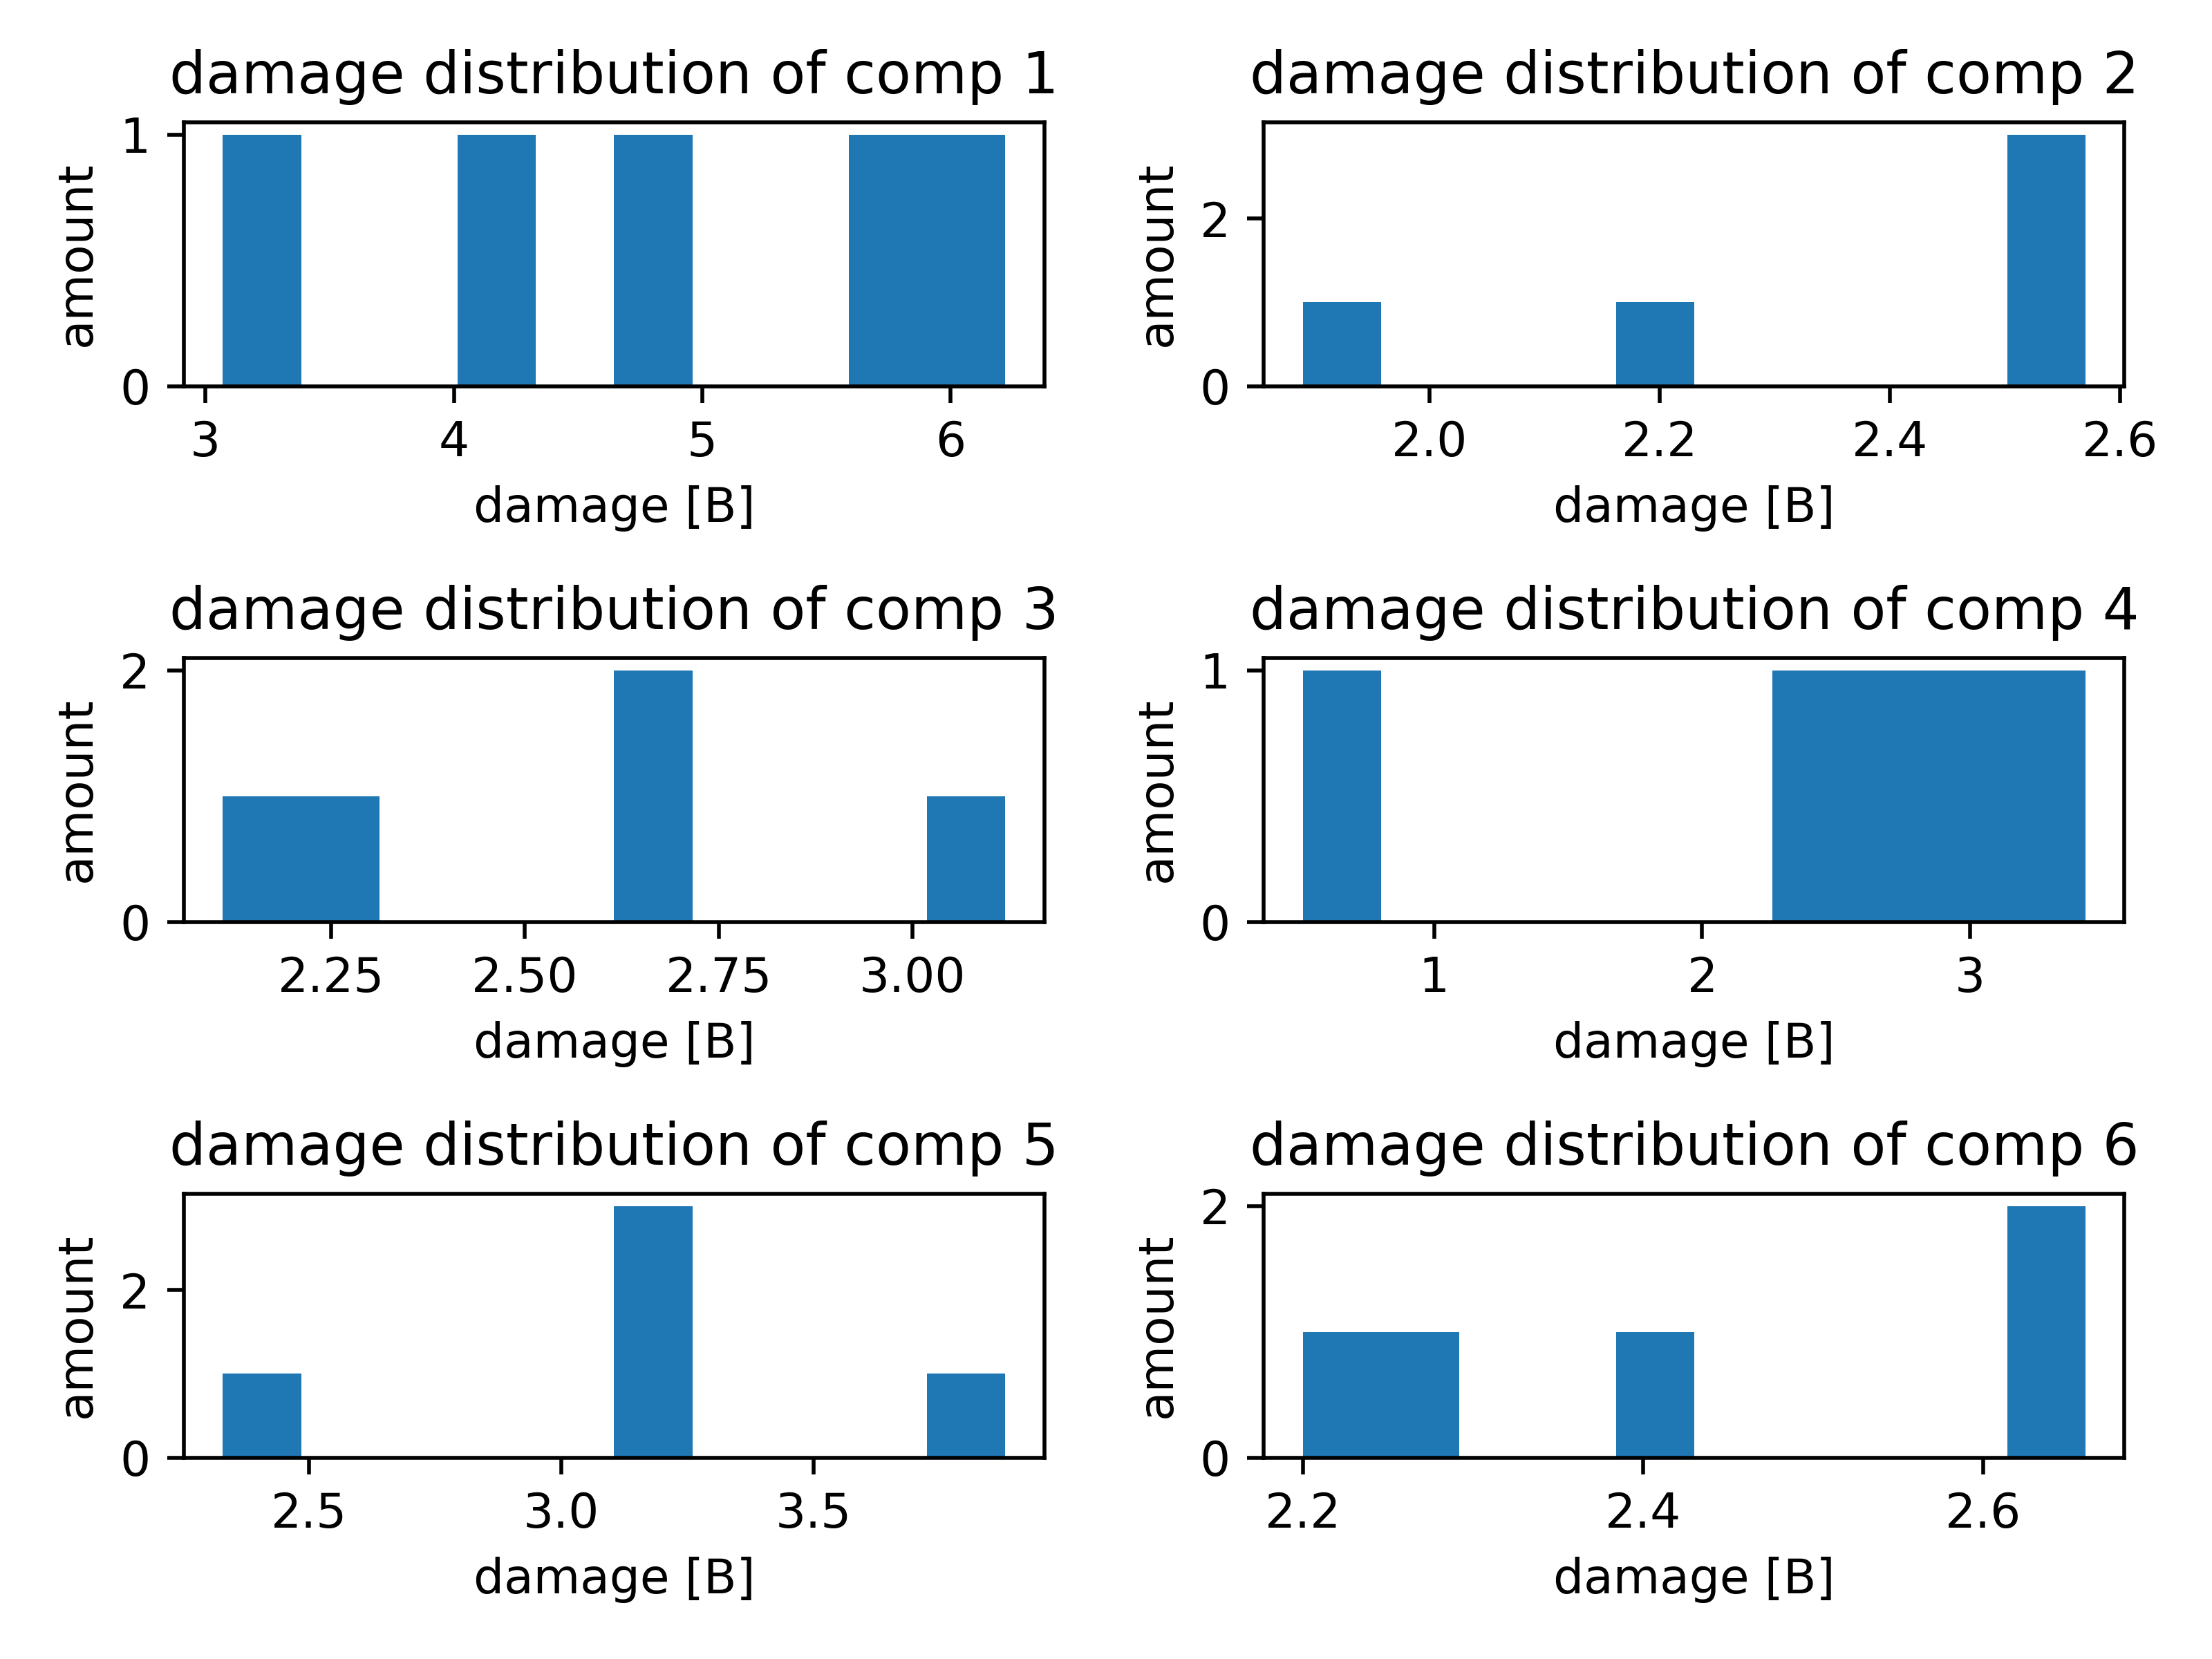 damage distribution of comp 1
amount
1
0
3 4 5 6
damage [B]
damage distribution of comp 2
amount
2
0
2.0 2.2 2.4 2.6
damage [B]
damage distribution of comp 3
amount
2
0
2.25 2.50 2.75 3.00
damage [B]
damage distribution of comp 4
amount
1
0
1 2 3
damage [B]
damage distribution of comp 5
amount
2
0
2.5 3.0 3.5
damage [B]
damage distribution of comp 6
amount
2
0
2.2 2.4 2.6
damage [B]